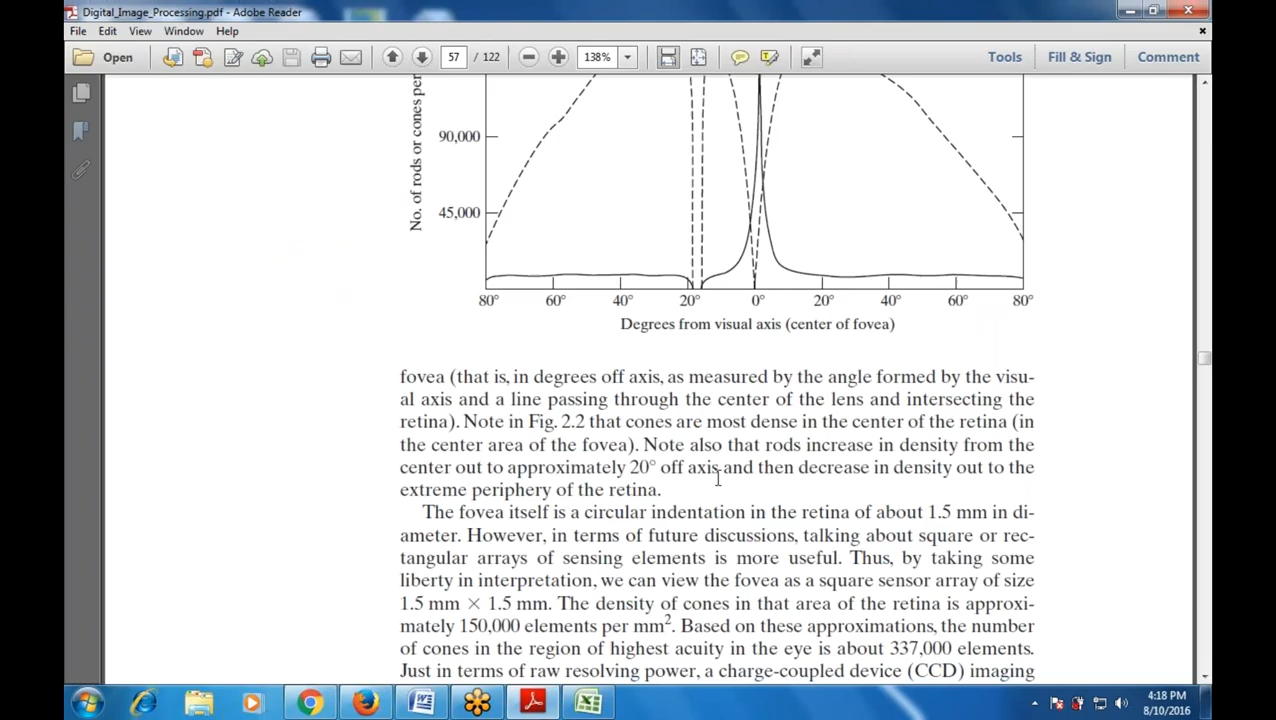 Digital_Image_Processing.pdf - Adobe Reader
File Edit View Window Help
Open 57 / 122 138% Tools Fill & Sign Comment
No. of rods or cones per
90,000
45,000
80° 60° 40° 20° 0° 20° 40° 60° 80°
Degrees from visual axis (center of fovea)
fovea (that is, in degrees off axis, as measured by the angle formed by the visu-
al axis and a line passing through the center of the lens and intersecting the
retina). Note in Fig. 2.2 that cones are most dense in the center of the retina (in
the center area of the fovea). Note also that rods increase in density from the
center out to approximately 20° off axis and then decrease in density out to the
extreme periphery of the retina.
The fovea itself is a circular indentation in the retina of about 1.5 mm in di-
ameter. However, in terms of future discussions, talking about square or rec-
tangular arrays of sensing elements is more useful. Thus, by taking some
liberty in interpretation, we can view the fovea as a square sensor array of size
1.5 mm × 1.5 mm. The density of cones in that area of the retina is approxi-
mately 150,000 elements per mm². Based on these approximations, the number
of cones in the region of highest acuity in the eye is about 337,000 elements.
Just in terms of raw resolving power, a charge-coupled device (CCD) imaging
4:18 PM
8/10/2016